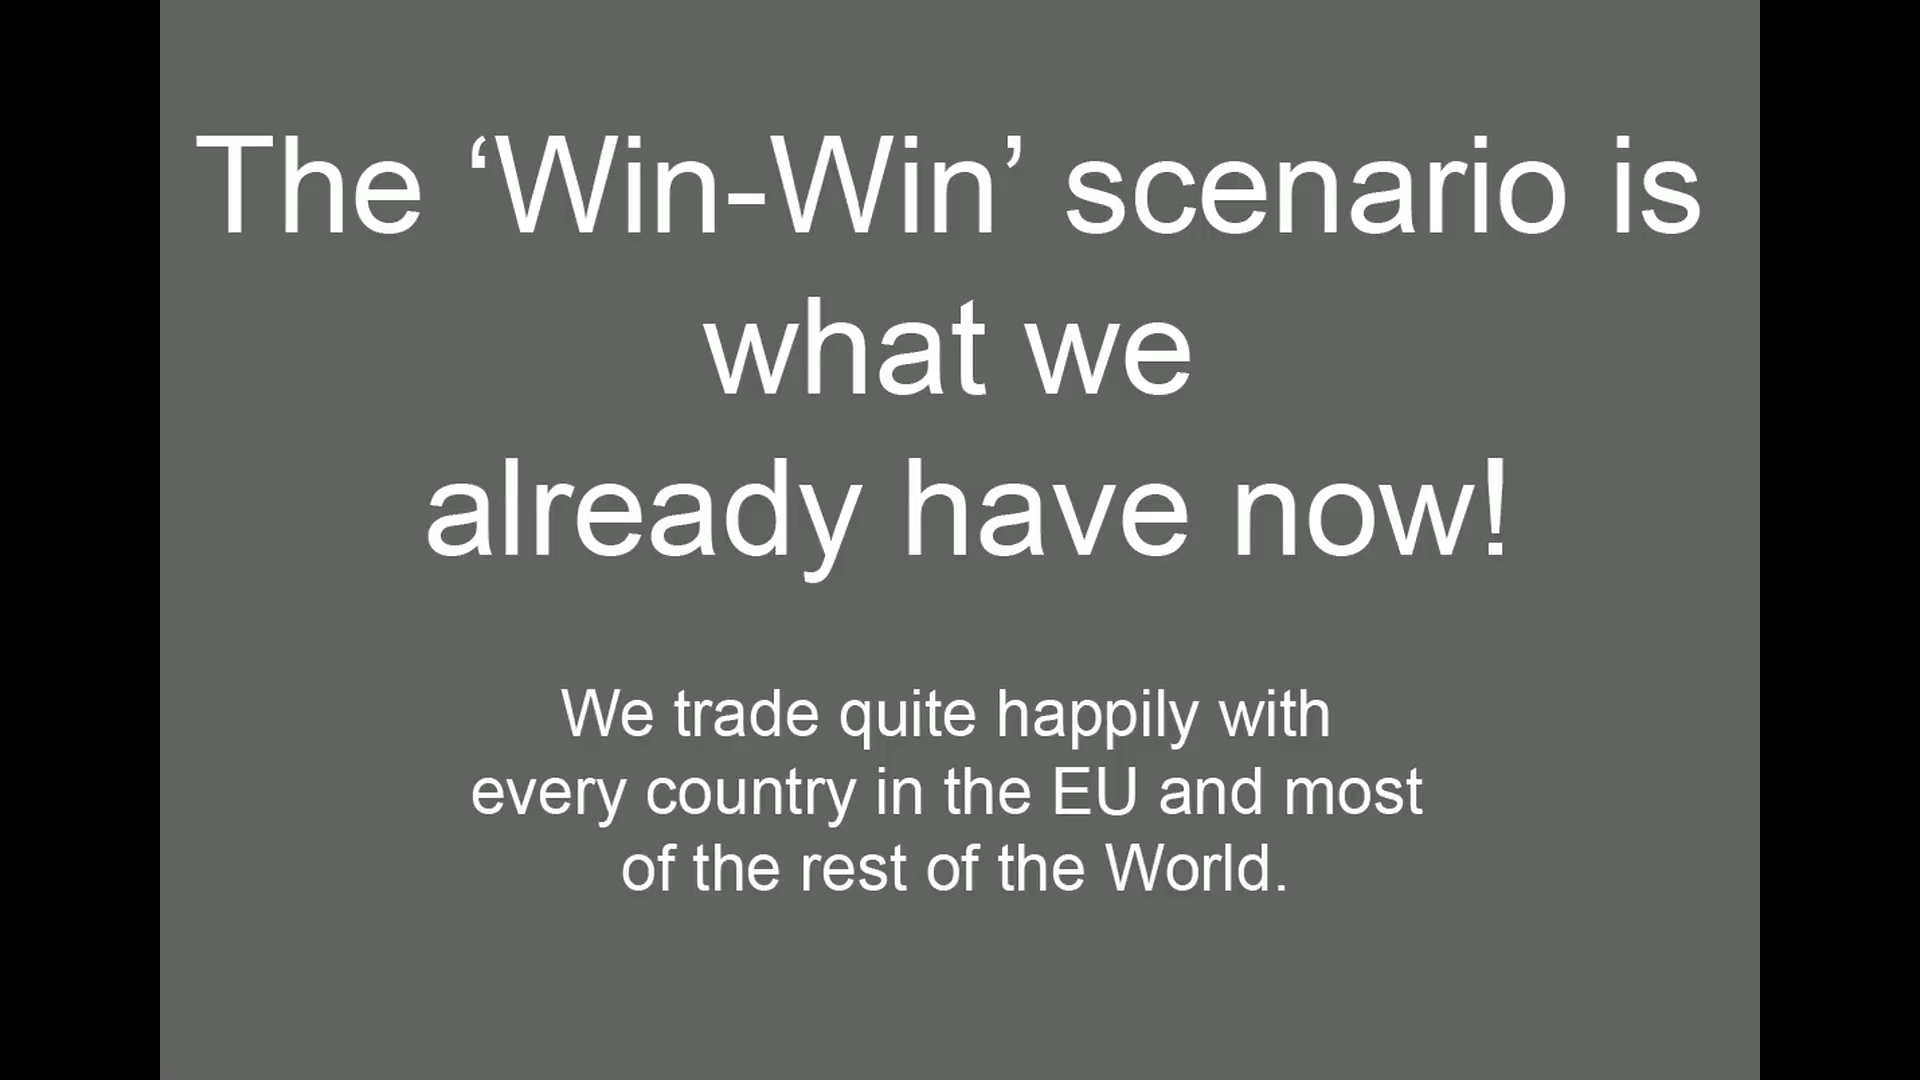 The ‘Win-Win’ scenario is
what we
already have now!
We trade quite happily with
every country in the EU and most
of the rest of the World.